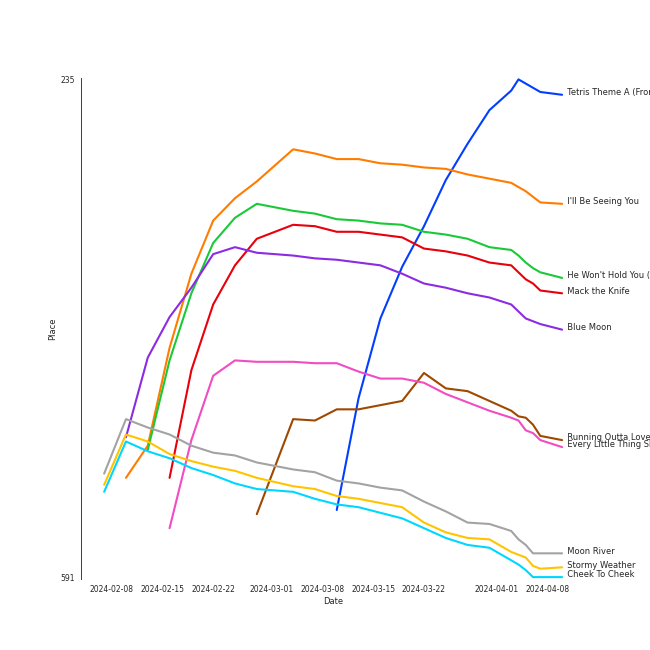 235
Tetris Theme A (Fro
I'll Be Seeing You
He Won't Hold You (
Mack the Knife
Place
Blue Moon
Running Outta Love
Every Little Thing S
Moon River
Stormy Weather
Cheek To Cheek
591
2024-02-08 2024-02-15 2024-02-22 2024-03-01 2024-03-08 2024-03-15 2024-03-22 2024-04-01 2024-04-08
Date